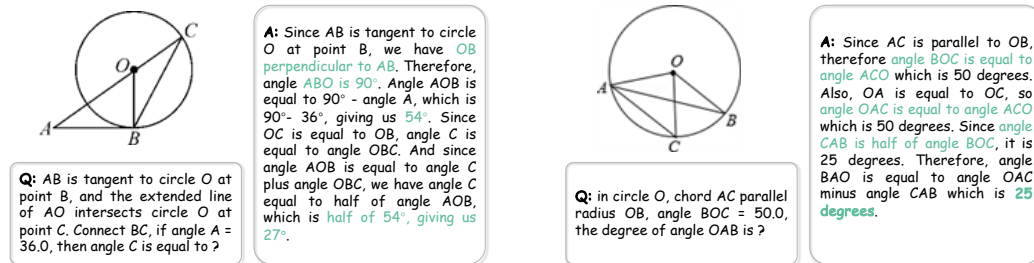 C
O
A
B
Q: AB is tangent to circle O at
point B, and the extended line
of AO intersects circle O at
point C. Connect BC, if angle A =
36.0, then angle C is equal to ?
A: Since AB is tangent to circle
O at point B, we have OB
perpendicular to AB. Therefore,
angle ABO is 90°. Angle AOB is
equal to 90° - angle A, which is
90°- 36°, giving us 54°. Since
OC is equal to OB, angle C is
equal to angle OBC. And since
angle AOB is equal to angle C
plus angle OBC, we have angle C
equal to half of angle AOB,
which is half of 54°, giving us
27°.
O
A
B
C
Q: in circle O, chord AC parallel
radius OB, angle BOC = 50.0,
the degree of angle OAB is ?
A: Since AC is parallel to OB,
therefore angle BOC is equal to
angle ACO which is 50 degrees.
Also, OA is equal to OC, so
angle OAC is equal to angle ACO
which is 50 degrees. Since angle
CAB is half of angle BOC, it is
25 degrees. Therefore, angle
BAO is equal to angle OAC
minus angle CAB which is 25
degrees.